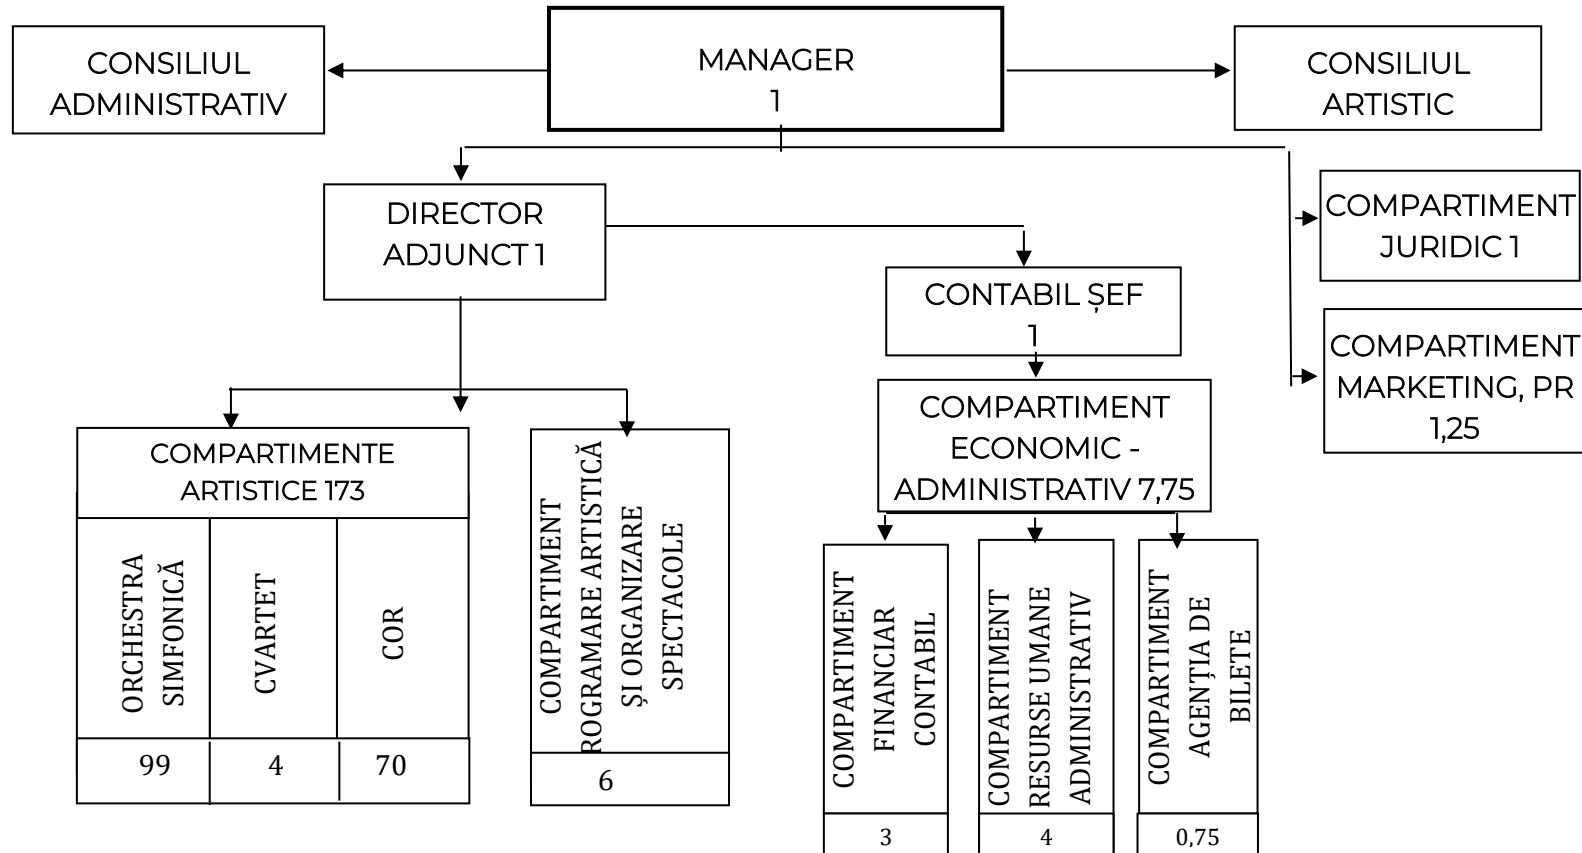 CONSILIUL
ADMINISTRATIV
MANAGER
1
CONSILIUL
ARTISTIC
DIRECTOR
ADJUNCT 1
COMPARTIMENT
JURIDIC 1
CONTABIL ȘEF
1
COMPARTIMENT
MARKETING, PR
1,25
COMPARTIMENTE
ARTISTICE 173
COMPARTIMENT
ECONOMIC -
ADMINISTRATIV 7,75
ORCHESTRA
SIMFONICĂ
99
CVARTET
4
COR
70
COMPARTIMENT
ROGRAMARE ARTISTICĂ
ȘI ORGANIZARE
SPECTACOLE
6
COMPARTIMENT
FINANCIAR
CONTABIL
3
COMPARTIMENT
RESURSE UMANE
ADMINISTRATIV
4
COMPARTIMENT
AGENȚIA DE
BILETE
0,75